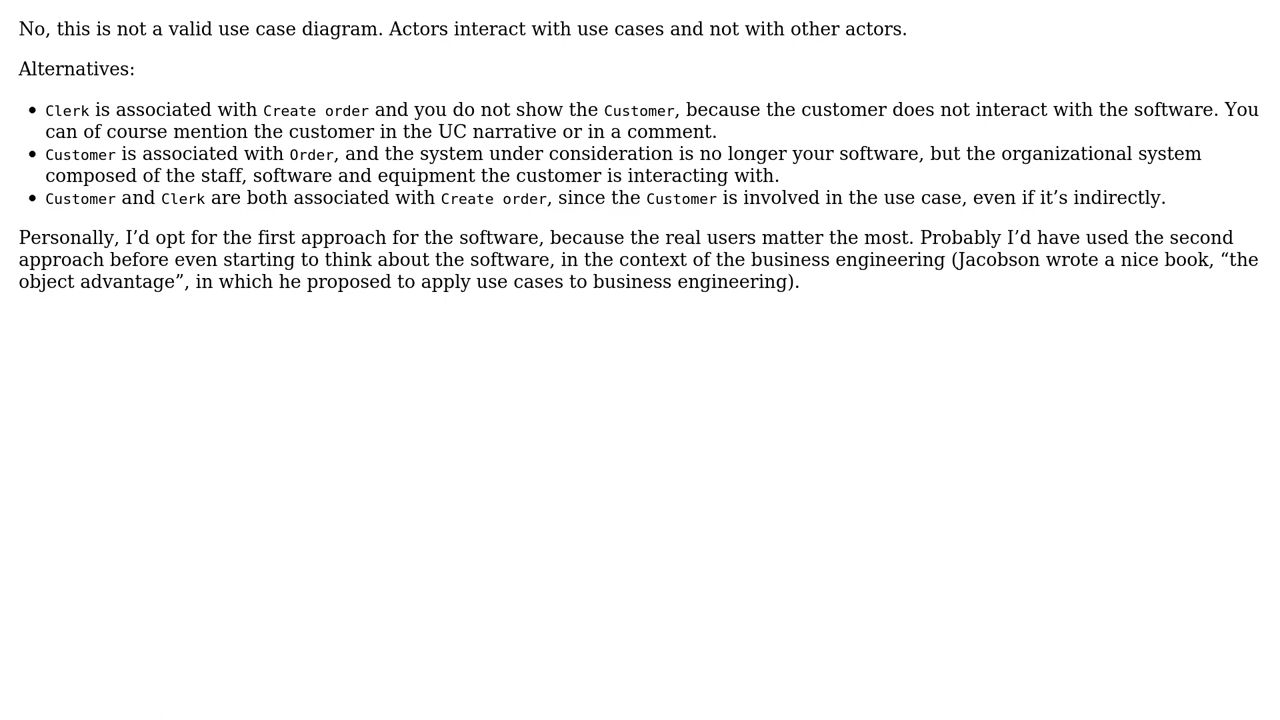 No, this is not a valid use case diagram. Actors interact with use cases and not with other actors.
Alternatives:
• Clerk is associated with Create order and you do not show the Customer, because the customer does not interact with the software. You
can of course mention the customer in the UC narrative or in a comment.
• Customer is associated with Order, and the system under consideration is no longer your software, but the organizational system
composed of the staff, software and equipment the customer is interacting with.
• Customer and Clerk are both associated with Create order, since the Customer is involved in the use case, even if it’s indirectly.
Personally, I’d opt for the first approach for the software, because the real users matter the most. Probably I’d have used the second
approach before even starting to think about the software, in the context of the business engineering (Jacobson wrote a nice book, “the
object advantage”, in which he proposed to apply use cases to business engineering).